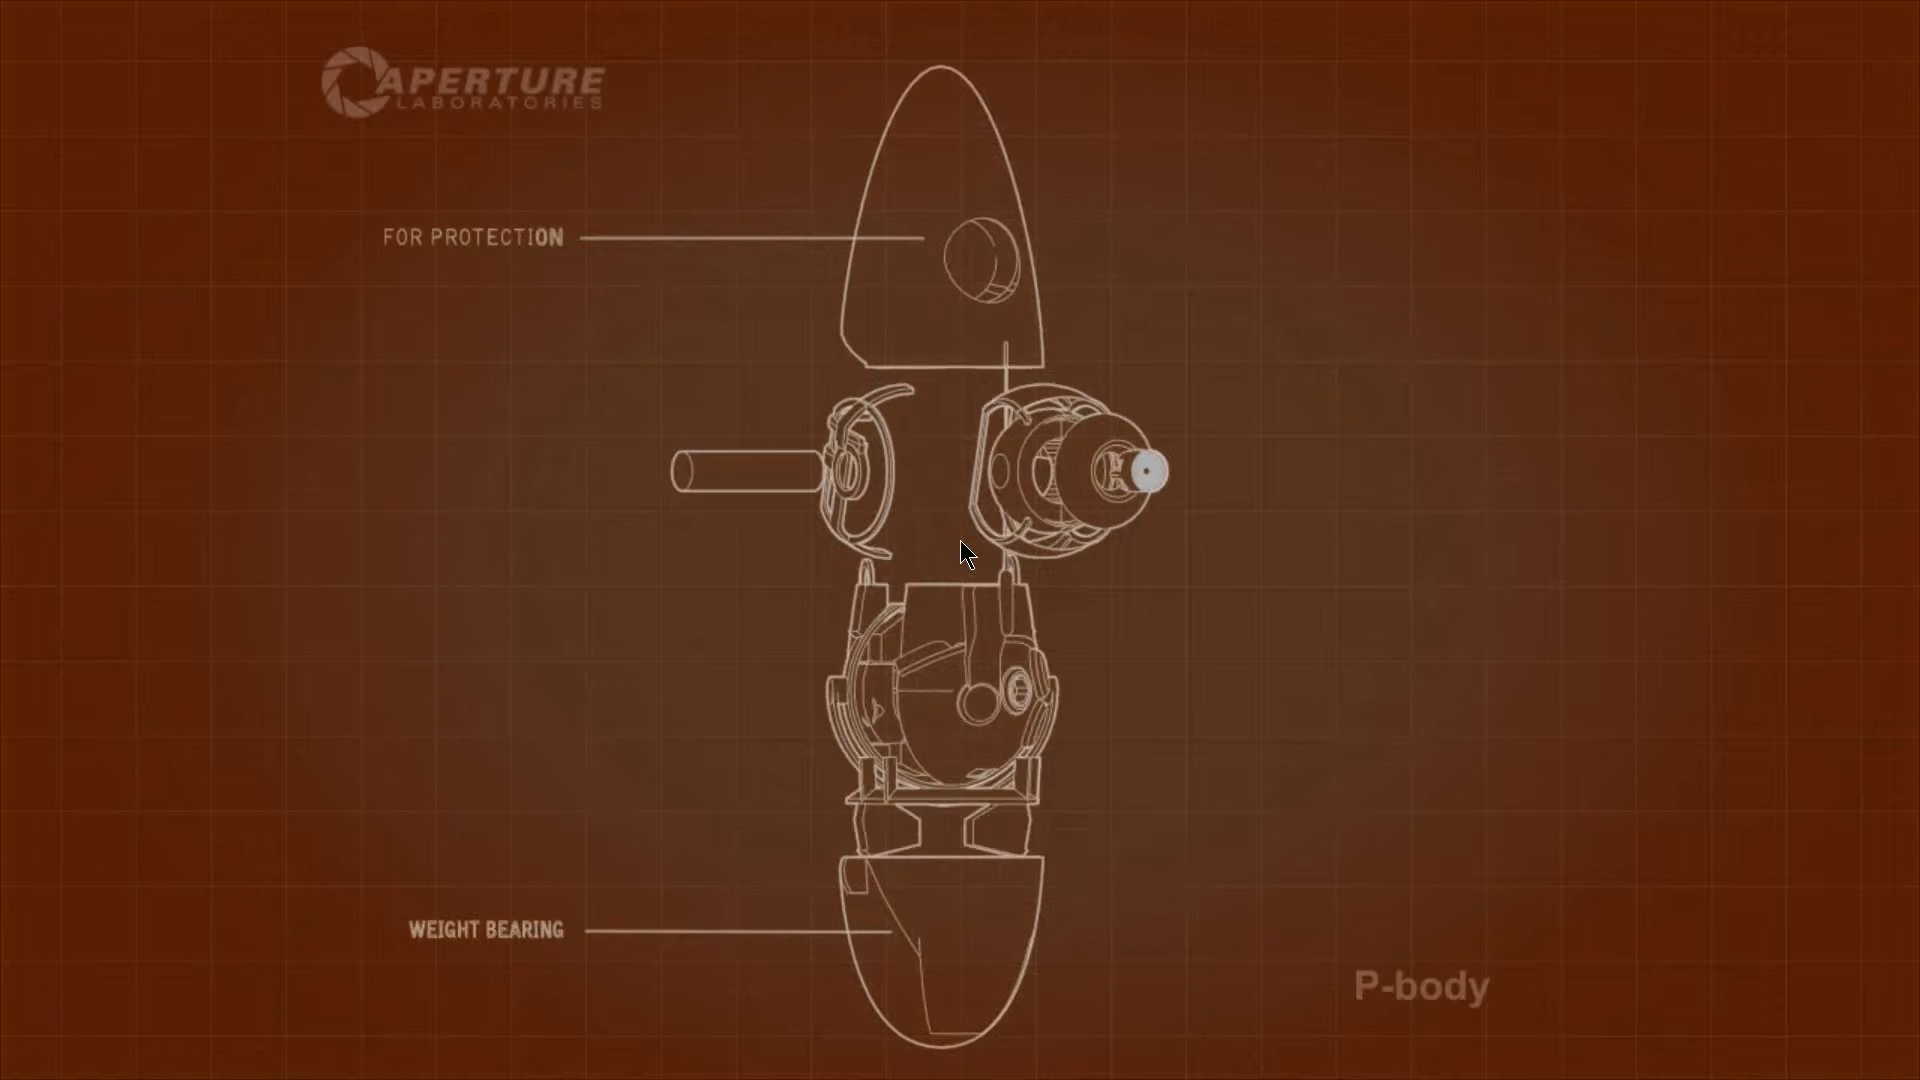 APERTURE
LABORATORIES
FOR PROTECTION
WEIGHT BEARING
P-body